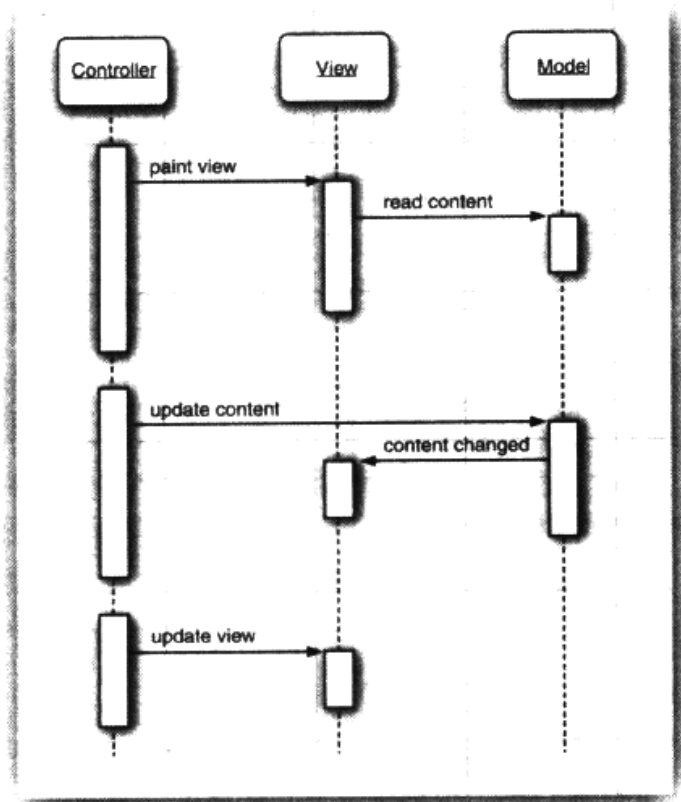 Controller
View
Model
paint view
read content
update content
content changed
update view